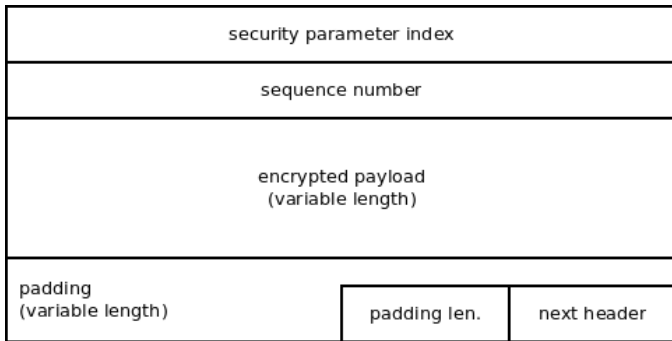 security parameter index
sequence number
encrypted payload
(variable length)
padding
(variable length)
padding len.
next header